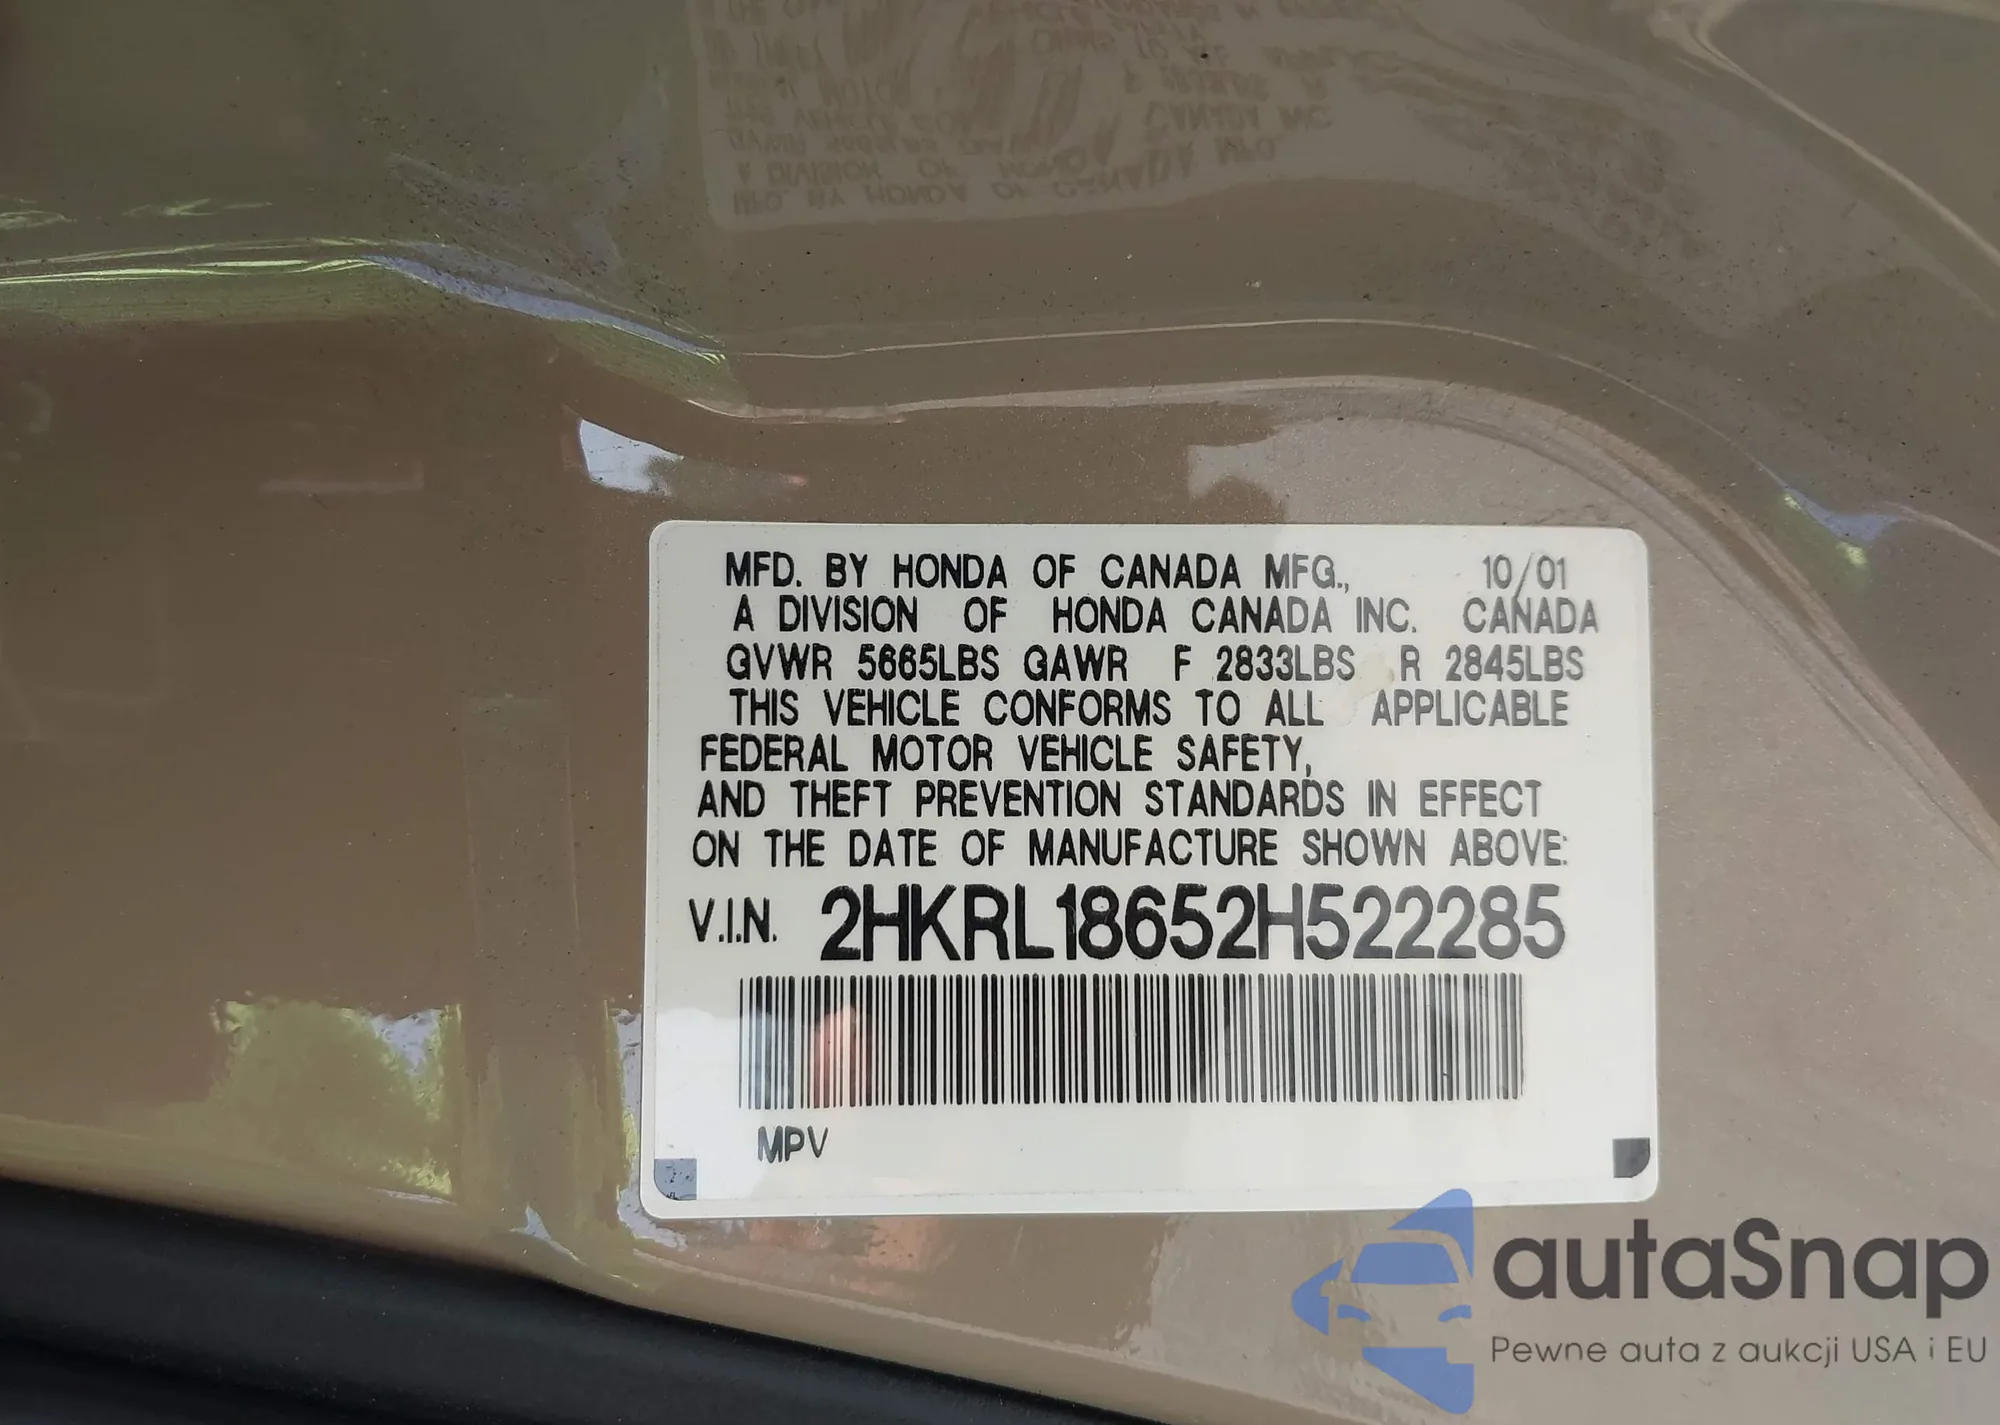 MFD. BY HONDA OF CANADA MFG., 10/01
A DIVISION OF HONDA CANADA INC. CANADA
GVWR 5665LBS GAWR F 2833LBS R 2845LBS
THIS VEHICLE CONFORMS TO ALL APPLICABLE
FEDERAL MOTOR VEHICLE SAFETY,
AND THEFT PREVENTION STANDARDS IN EFFECT
ON THE DATE OF MANUFACTURE SHOWN ABOVE:
V.I.N. 2HKRL18652H522285
MPV
autaSnap
Pewne auta z aukcji USA i EU